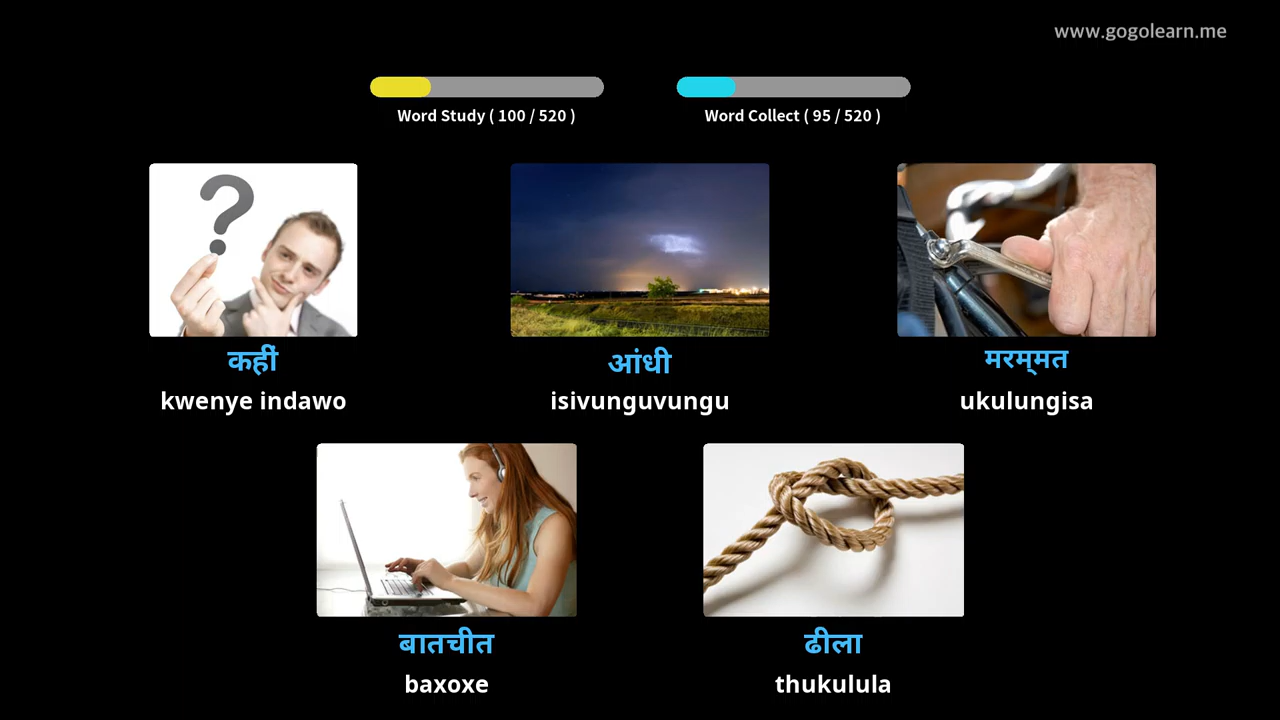 www.gogolearn.me
Word Study ( 100 / 520 )
Word Collect ( 95 / 520 )
?
कहीं
kwenye indawo
आंधी
isivunguvungu
मरम्मत
ukulungisa
बातचीत
baxoxe
ढीला
thukulula